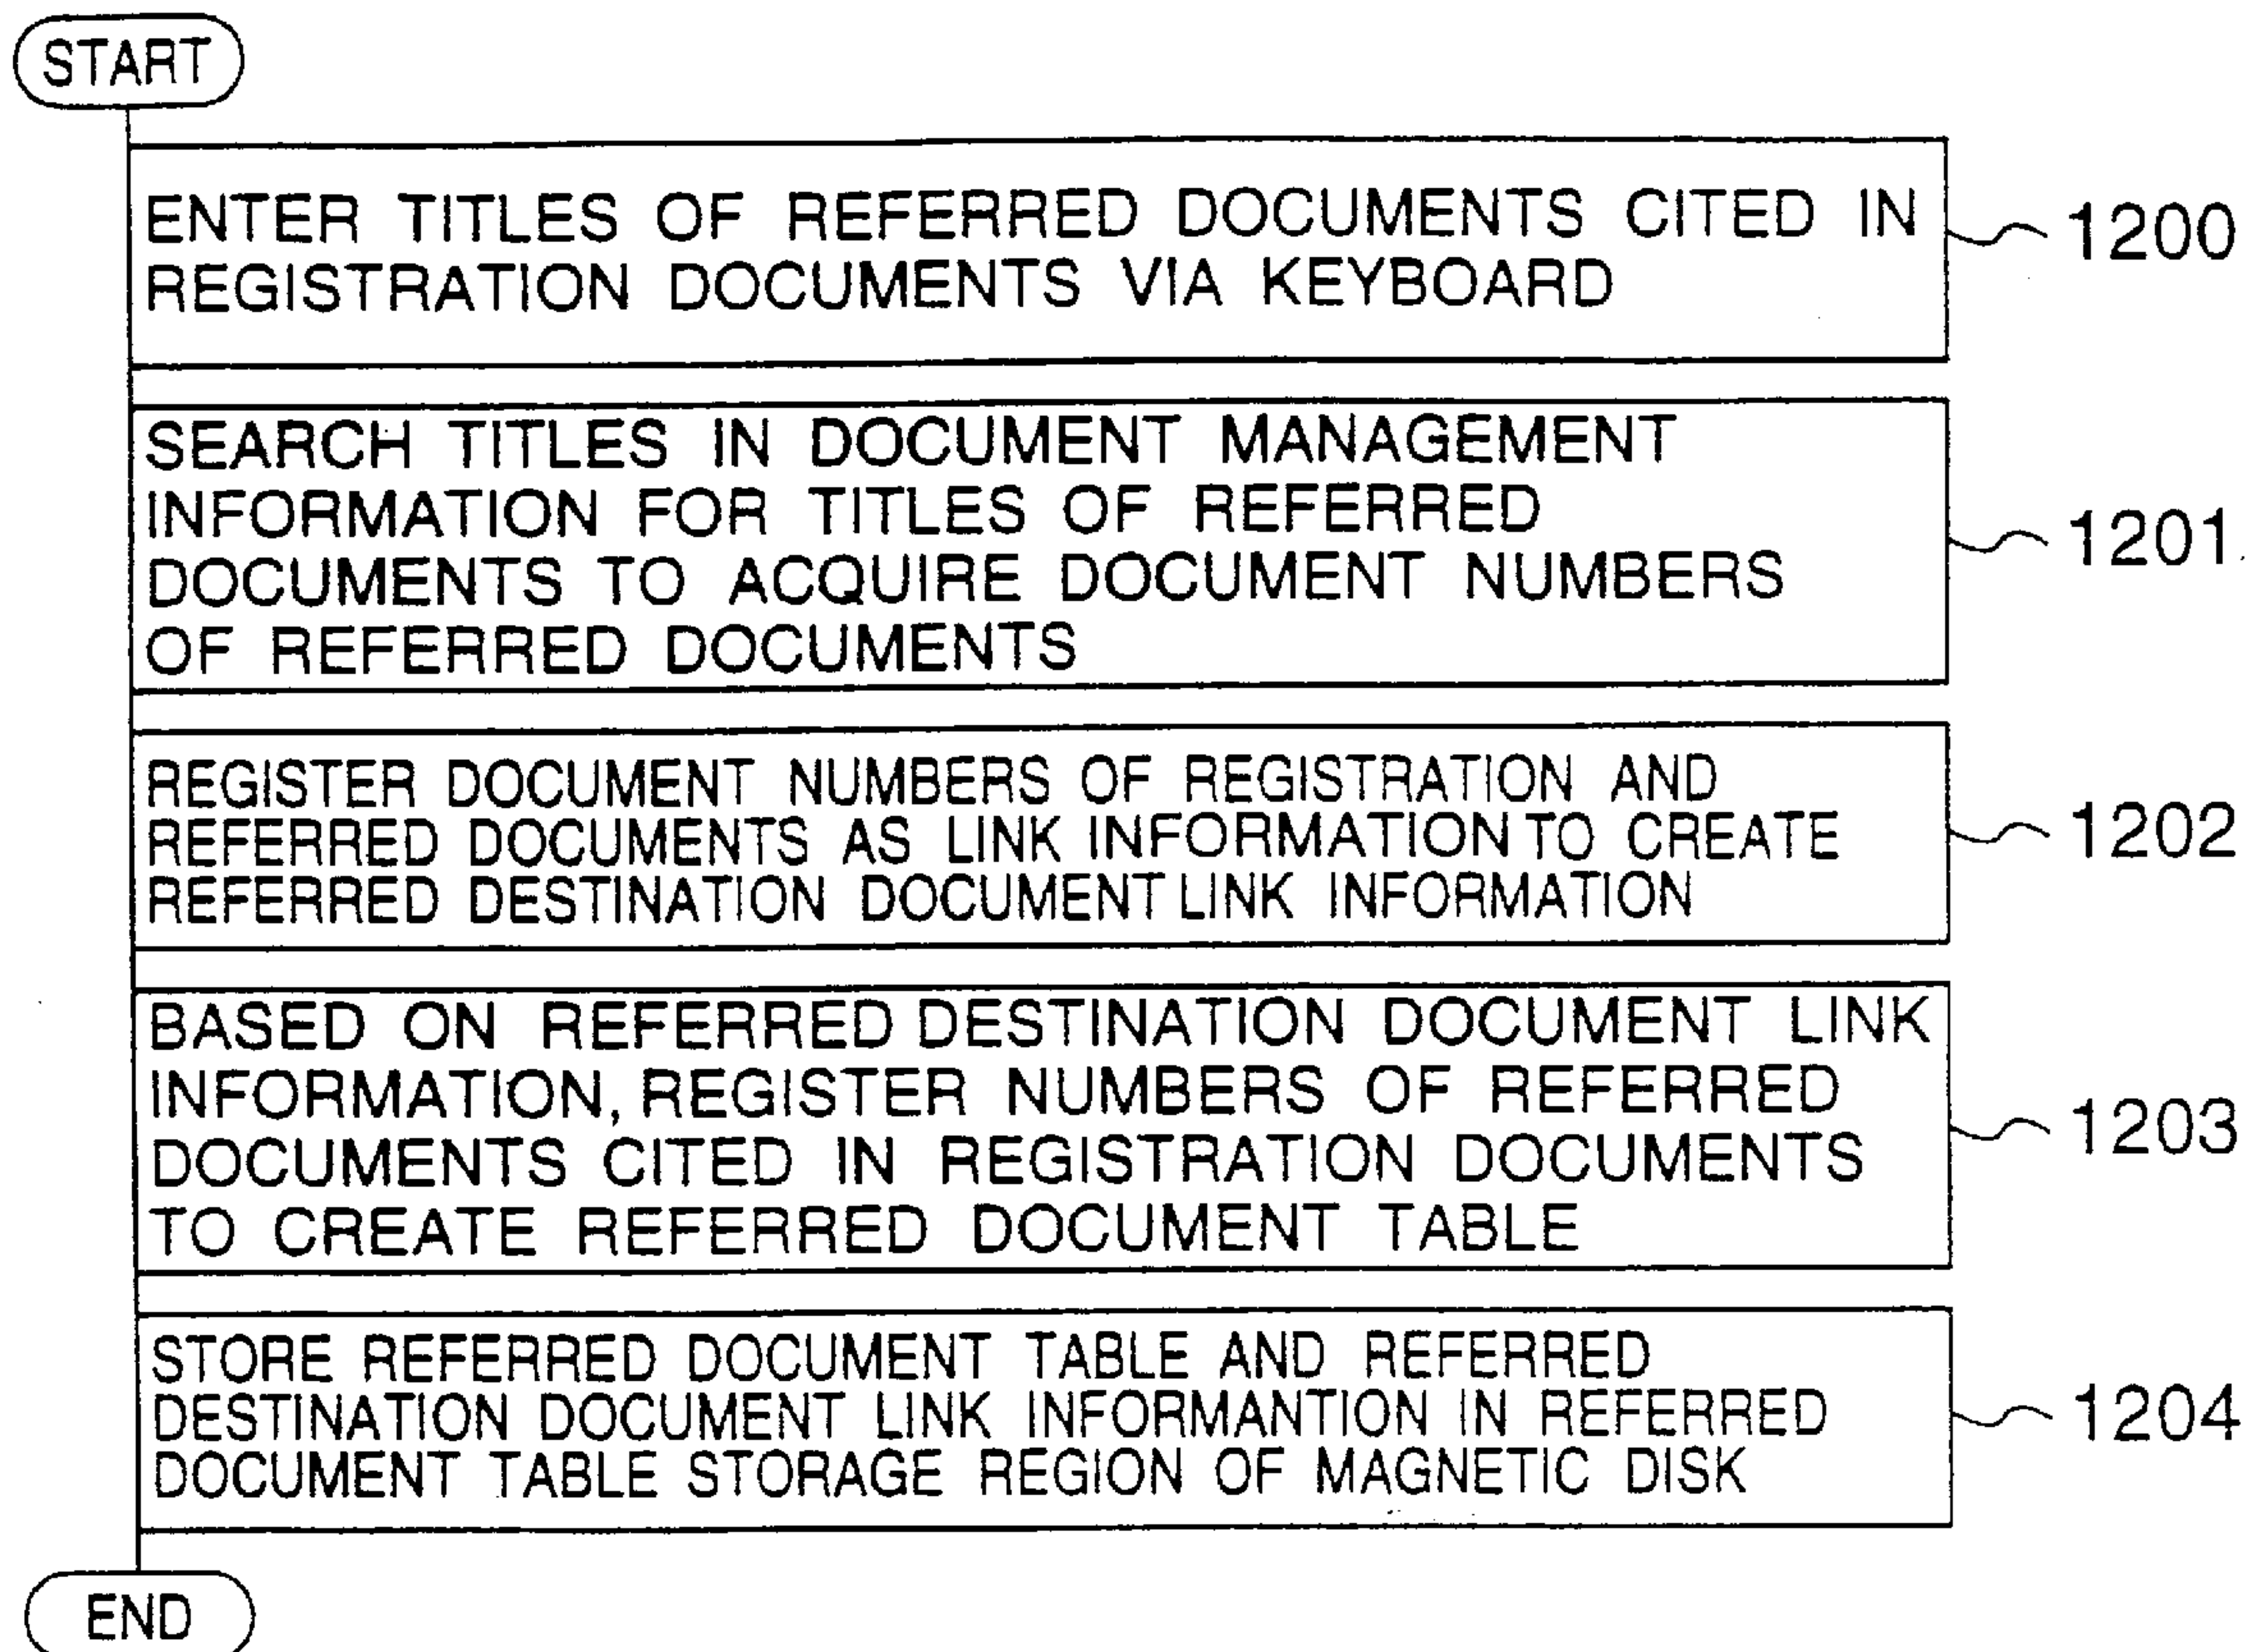 START
ENTER TITLES OF REFERRED DOCUMENTS CITED IN
REGISTRATION DOCUMENTS VIA KEYBOARD
1200
SEARCH TITLES IN DOCUMENT MANAGEMENT
INFORMATION FOR TITLES OF REFERRED
DOCUMENTS TO ACQUIRE DOCUMENT NUMBERS
OF REFERRED DOCUMENTS
1201
REGISTER DOCUMENT NUMBERS OF REGISTRATION AND
REFERRED DOCUMENTS AS LINK INFORMATION TO CREATE
REFERRED DESTINATION DOCUMENT LINK INFORMATION
1202
BASED ON REFERRED DESTINATION DOCUMENT LINK
INFORMATION, REGISTER NUMBERS OF REFERRED
DOCUMENTS CITED IN REGISTRATION DOCUMENTS
TO CREATE REFERRED DOCUMENT TABLE
1203
STORE REFERRED DOCUMENT TABLE AND REFERRED
DESTINATION DOCUMENT LINK INFORMANTION IN REFERRED
DOCUMENT TABLE STORAGE REGION OF MAGNETIC DISK
1204
END